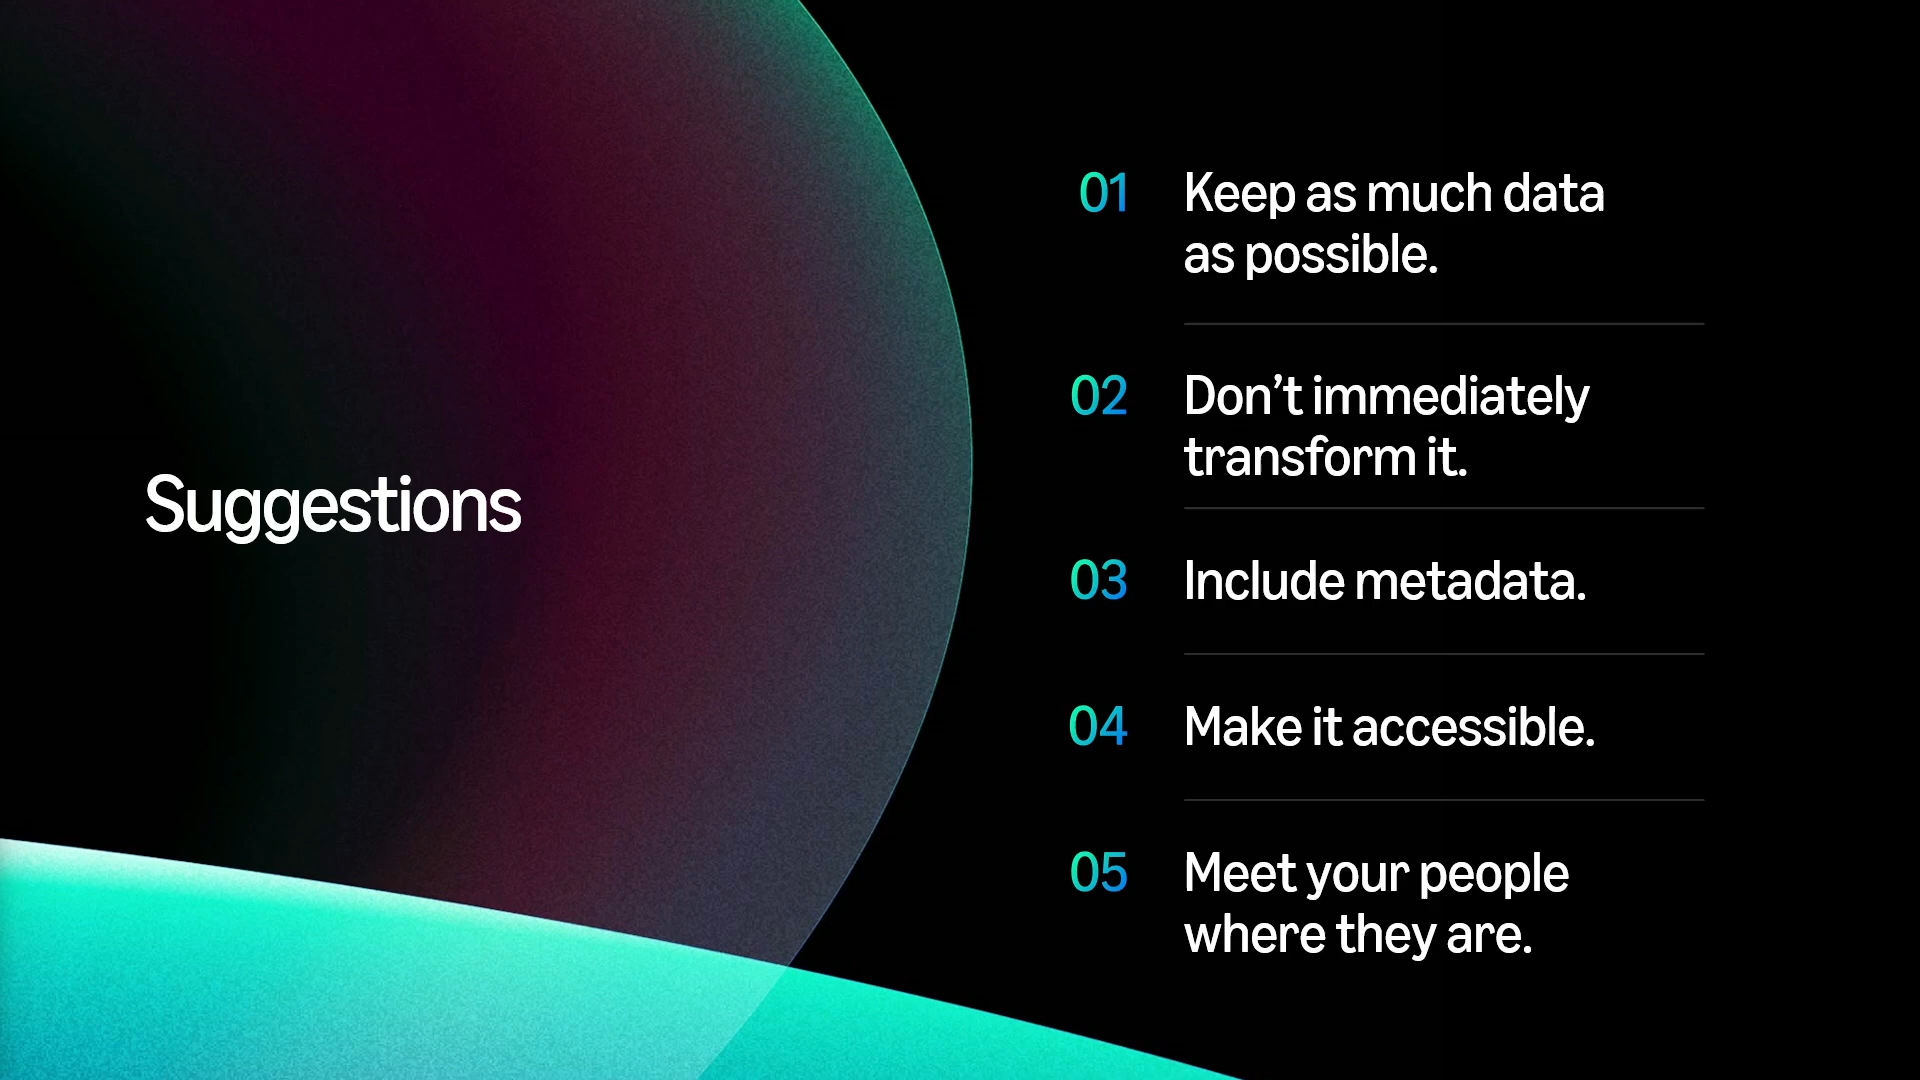 Suggestions
01 Keep as much data
as possible.
02 Don’t immediately
transform it.
03 Include metadata.
04 Make it accessible.
05 Meet your people
where they are.